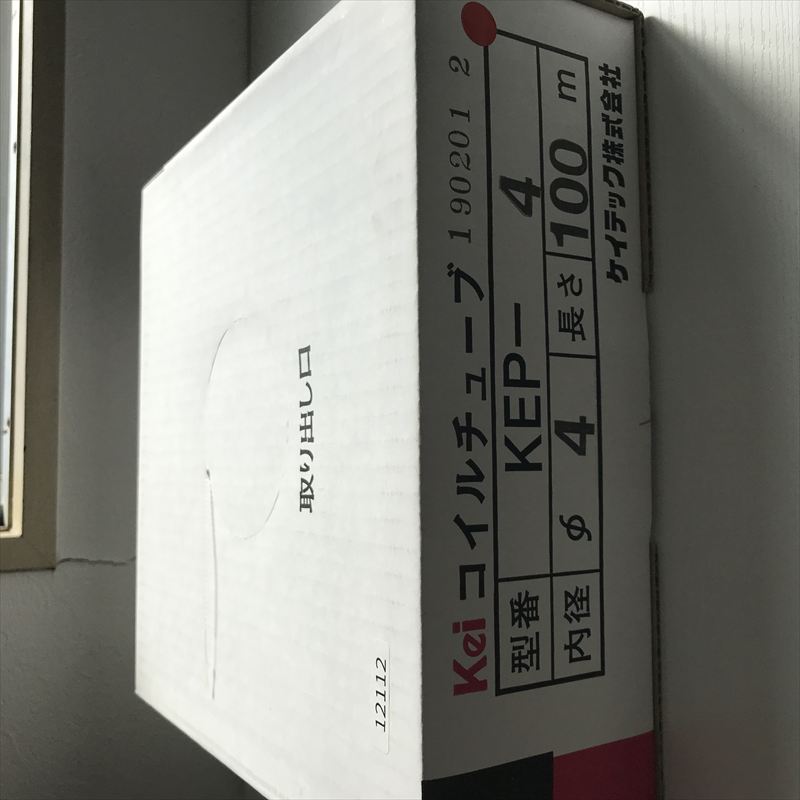 Kei コイルチューブ 190201 2
型番 KEP-4
内径 φ 4 長さ 100 m
ケイテック株式会社
取り出し口
12112